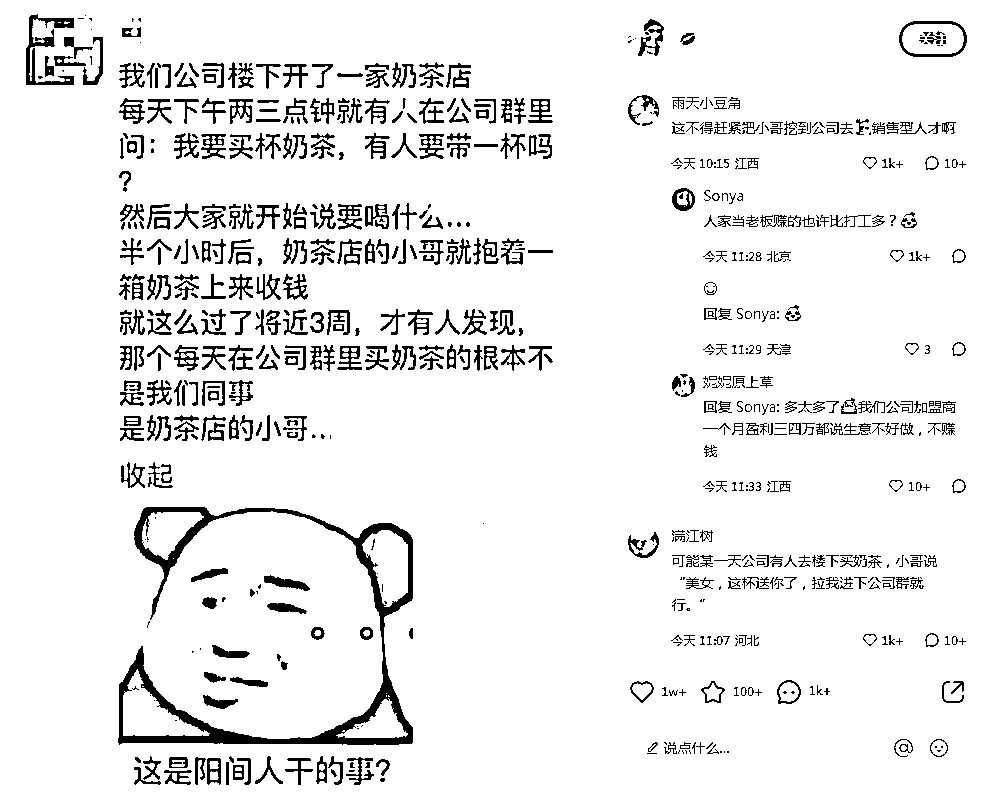 我们公司楼下开了一家奶茶店
每天下午两三点钟就有人在公司群里
问：我要买杯奶茶，有人要带一杯吗
？
然后大家就开始说要喝什么...
半个小时后，奶茶店的小哥就抱着一
箱奶茶上来收钱
就这么过了将近3周，才有人发现，
那个每天在公司群里买奶茶的根本不
是我们同事
是奶茶店的小哥...
收起
这是阳间人干的事?
雨天小豆角
这不得赶紧把小哥挖到公司去 销售型人才啊
今天 10:15 江西 1k+ 10+
Sonya
人家当老板赚的也许比打工多？
今天 11:28 北京 1k+
回复 Sonya:
今天 11:29 天津 3
妮妮原上草
回复 Sonya: 多太多了 我们公司加盟商
一个月盈利三四万都说生意不好做，不赚
钱
今天 11:33 江西 10+
满江树
可能某一天公司有人去楼下买奶茶，小哥说
“美女，这杯送你了，拉我进下公司群就
行。”
今天 11:07 河北 1k+ 10+
1w+ 100+ 1k+
说点什么...